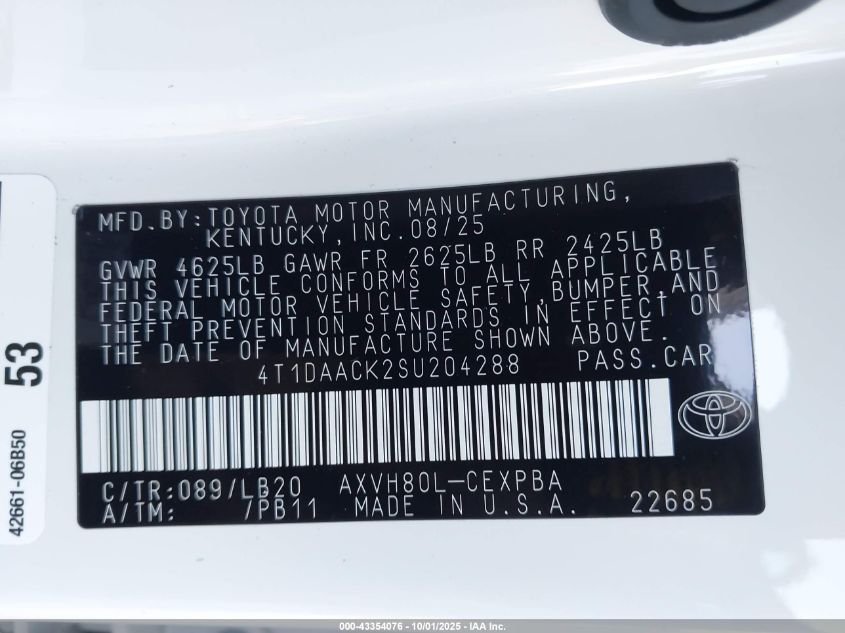 MFD.BY:TOYOTA MOTOR MANUFACTURING,
KENTUCKY,INC.08/25
GVWR 4625LB GAWR FR 2625LB RR 2425LB
THIS VEHICLE CONFORMS TO ALL APPLICABLE
FEDERAL MOTOR VEHICLE SAFETY,BUMPER,AND
THEFT PREVENTION STANDARDS IN EFFECT ON
THE DATE OF MANUFACTURE SHOWN ABOVE.
4T1DAACK2SU204288 PASS.CAR
C/TR:089/LB20 AXVH80L-CEXPBA
A/TM: /PB11 MADE IN U.S.A. 22685
53
42661-06B50
000-43354076 - 10/01/2025 - IAA Inc.